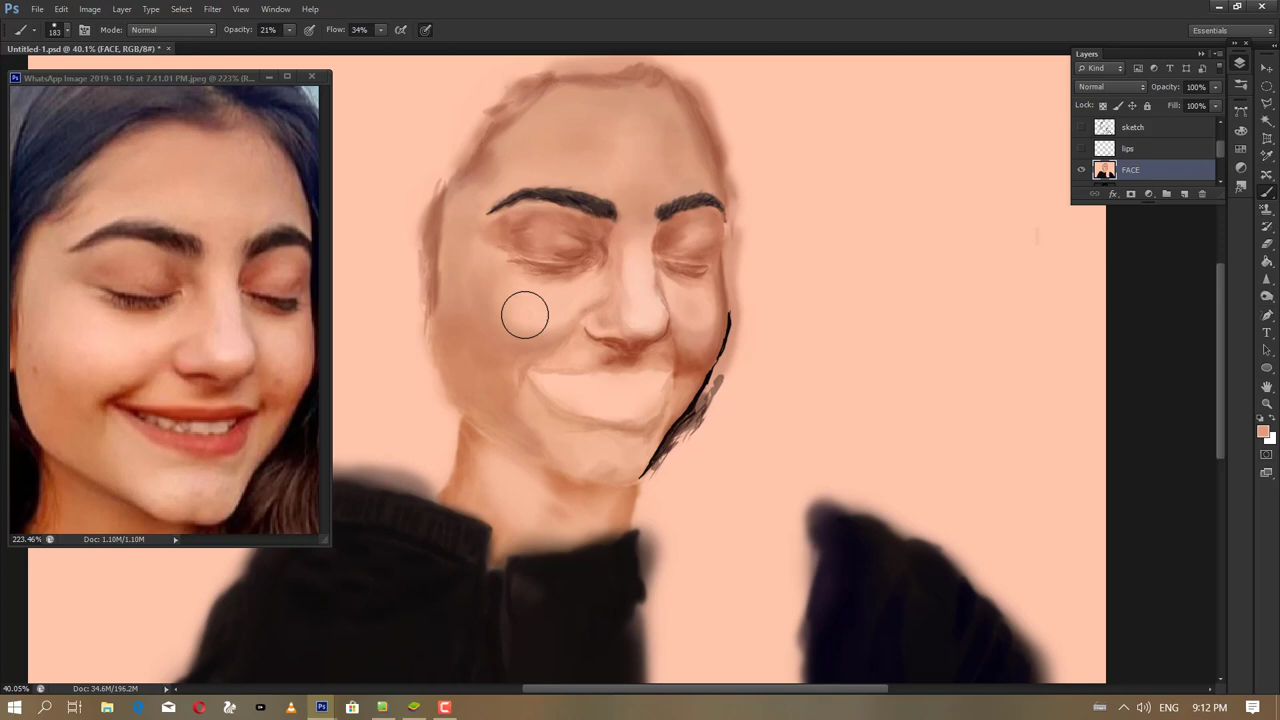 Ps File Edit Image Layer Type Select Filter View Window Help
183 Mode: Normal Opacity: 21% Flow: 34% Essentials
Untitled-1.psd @ 40.1% (FACE, RGB/8#) * ×
WhatsApp Image 2019-10-16 at 7.41.01 PM.jpeg @ 223% (R...
Layers
Kind
Normal Opacity: 100%
Lock: Fill: 100%
sketch
lips
FACE
223.46% Doc: 1.10M/1.10M
40.05% Doc: 34.6M/196.2M
9:12 PM